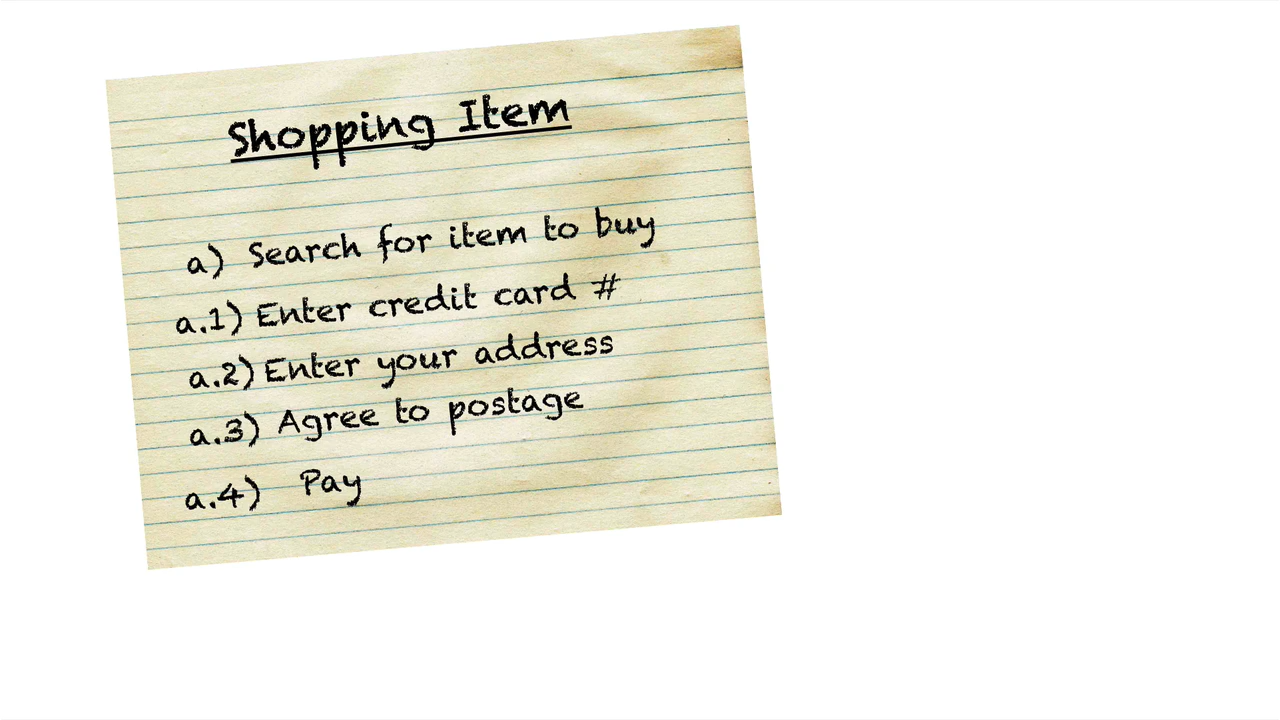 Shopping Item
a) Search for item to buy
a.1) Enter credit card #
a.2) Enter your address
a.3) Agree to postage
a.4) Pay